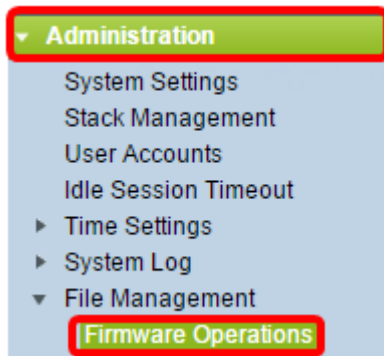 Administration
System Settings
Stack Management
User Accounts
Idle Session Timeout
Time Settings
System Log
File Management
Firmware Operations